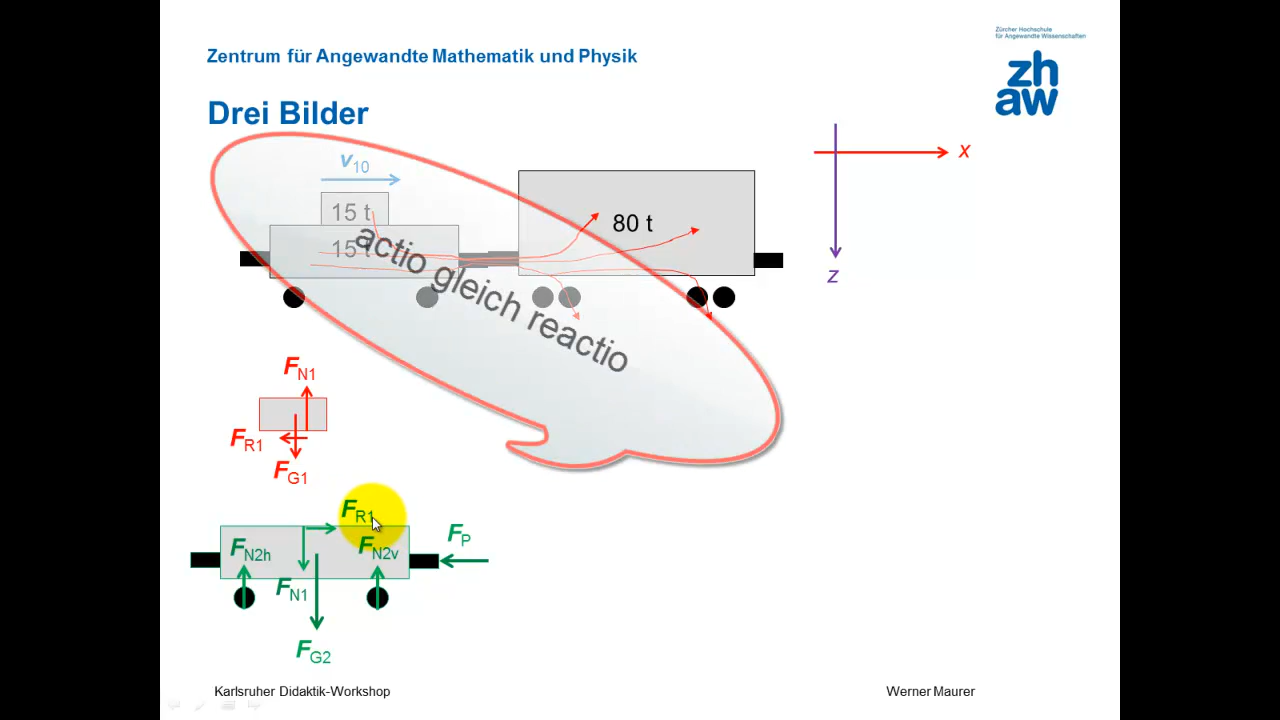 Zürcher Hochschule
für Angewandte Wissenschaften
Zentrum für Angewandte Mathematik und Physik
zh
aw
Drei Bilder
v10
x
15 t
80 t
15 t
actio gleich reactio
z
FN1
FR1
FG1
FR1
FP
FN2h
FN2v
FN1
FG2
Karlsruher Didaktik-Workshop
Werner Maurer